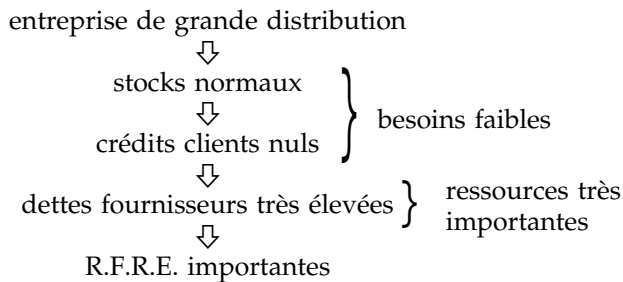 entreprise de grande distribution
stocks normaux
crédits clients nuls
besoins faibles
dettes fournisseurs très élevées
ressources très
importantes
R.F.R.E. importantes